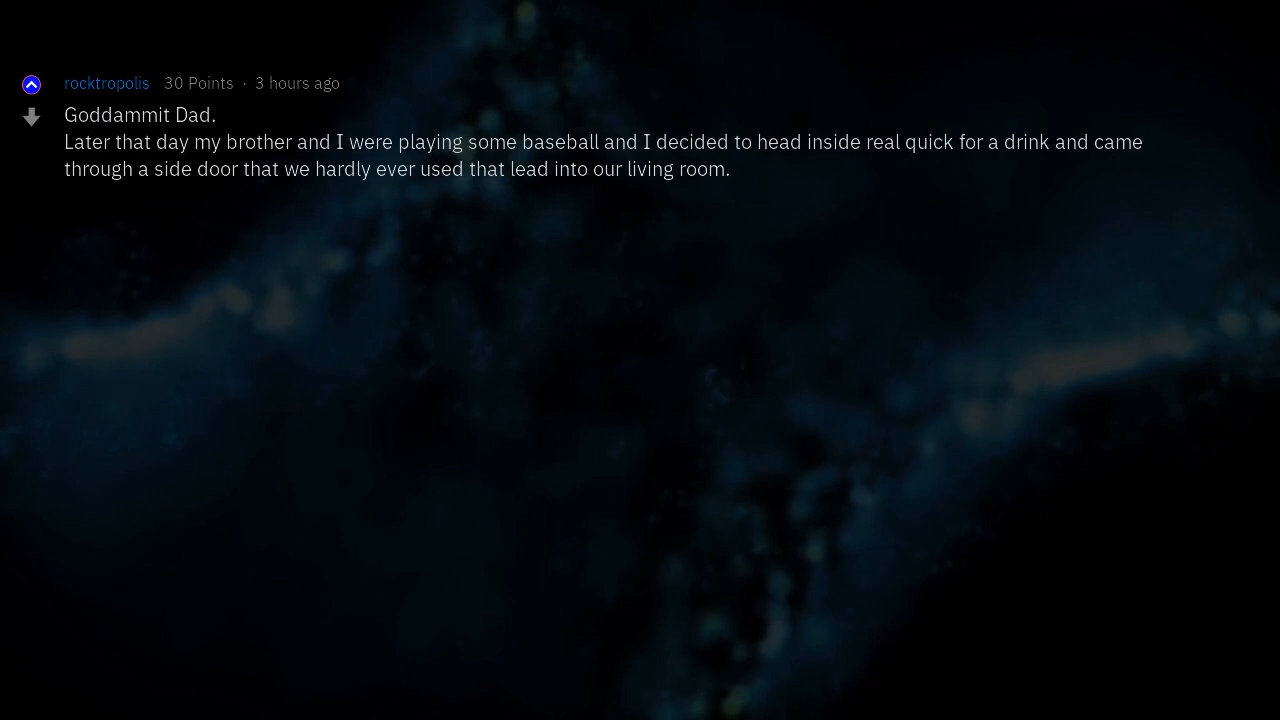 rocktropolis 30 Points · 3 hours ago
Goddammit Dad.
Later that day my brother and I were playing some baseball and I decided to head inside real quick for a drink and came
through a side door that we hardly ever used that lead into our living room.